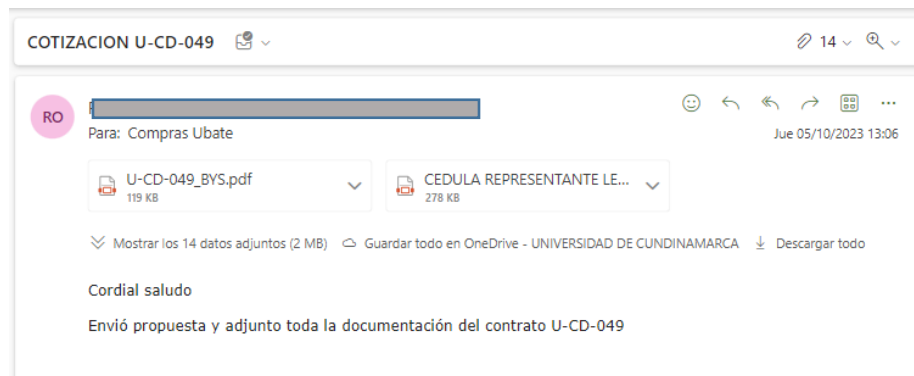 COTIZACION U-CD-049
14
RO
Para: Compras Ubate
Jue 05/10/2023 13:06
U-CD-049_BYS.pdf
119 KB
CEDULA REPRESENTANTE LE...
278 KB
Mostrar los 14 datos adjuntos (2 MB) Guardar todo en OneDrive - UNIVERSIDAD DE CUNDINAMARCA Descargar todo
Cordial saludo
Envió propuesta y adjunto toda la documentación del contrato U-CD-049